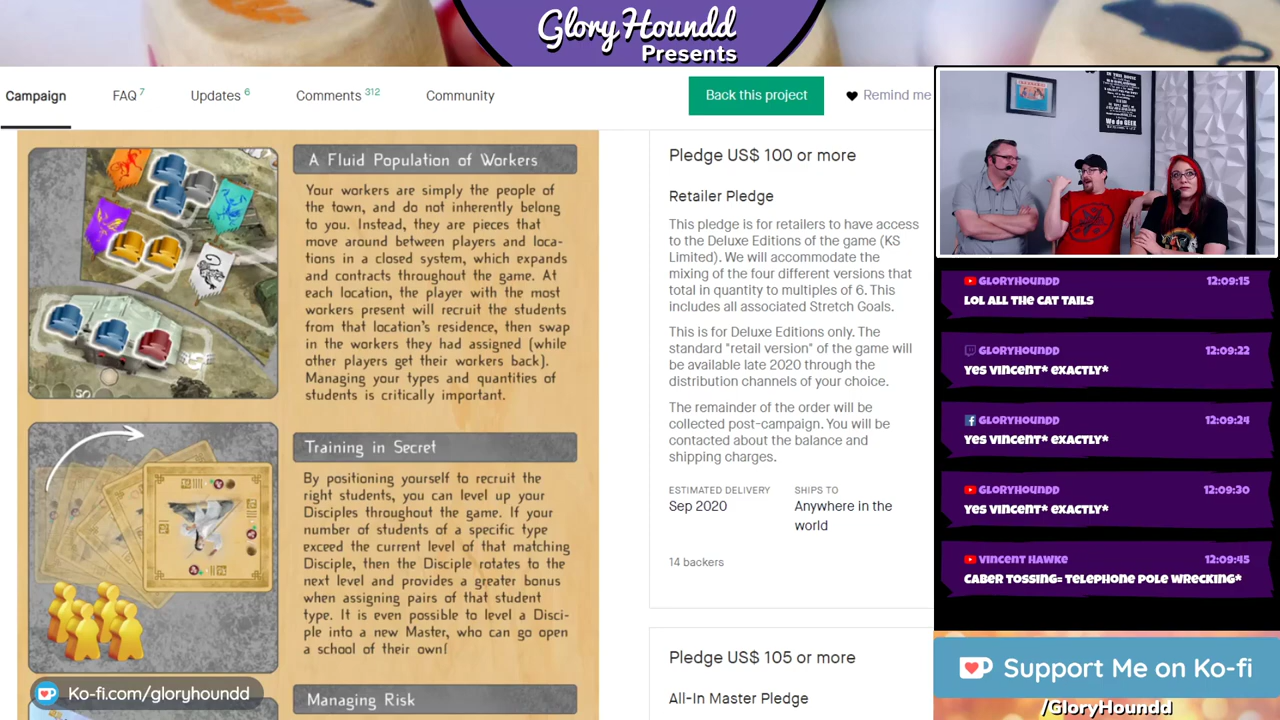 GloryHoundd
Presents
Campaign
FAQ 7
Updates 6
Comments 312
Community
Back this project
Remind me
A Fluid Population of Workers
Your workers are simply the people of
the town, and do not inherently belong
to you. Instead, they are pieces that
move around between players and loca-
tions in a closed system, which expands
and contracts throughout the game. At
each location, the player with the most
workers present will recruit the students
from that location's residence, then swap
in the workers they had assigned (while
other players get their workers back).
Managing your types and quantities of
students is critically important.
Training in Secret
By positioning yourself to recruit the
right students, you can level up your
Disciples throughout the game. If your
number of students of a specific type
exceed the current level of that matching
Disciple, then the Disciple rotates to the
next level and provides a greater bonus
when assigning pairs of that student
type. It is even possible to level a Disci-
ple into a new Master, who can go open
a school of their own!
Managing Risk
Ko-fi.com/gloryhoundd
Pledge US$ 100 or more
Retailer Pledge
This pledge is for retailers to have access
to the Deluxe Editions of the game (KS
Limited). We will accommodate the
mixing of the four different versions that
total in quantity to multiples of 6. This
includes all associated Stretch Goals.
This is for Deluxe Editions only. The
standard "retail version" of the game will
be available late 2020 through the
distribution channels of your choice.
The remainder of the order will be
collected post-campaign. You will be
contacted about the balance and
shipping charges.
ESTIMATED DELIVERY
Sep 2020
SHIPS TO
Anywhere in the
world
14 backers
Pledge US$ 105 or more
All-In Master Pledge
GLORYHOUNDD 12:09:15
LOL ALL THE CAT TAILS
GLORYHOUNDD 12:09:22
YES VINCENT* EXACTLY*
GLORYHOUNDD 12:09:24
YES VINCENT* EXACTLY*
GLORYHOUNDD 12:09:30
YES VINCENT* EXACTLY*
VINCENT HAWKE 12:09:45
CABER TOSSING= TELEPHONE POLE WRECKING*
Support Me on Ko-fi
/GloryHoundd